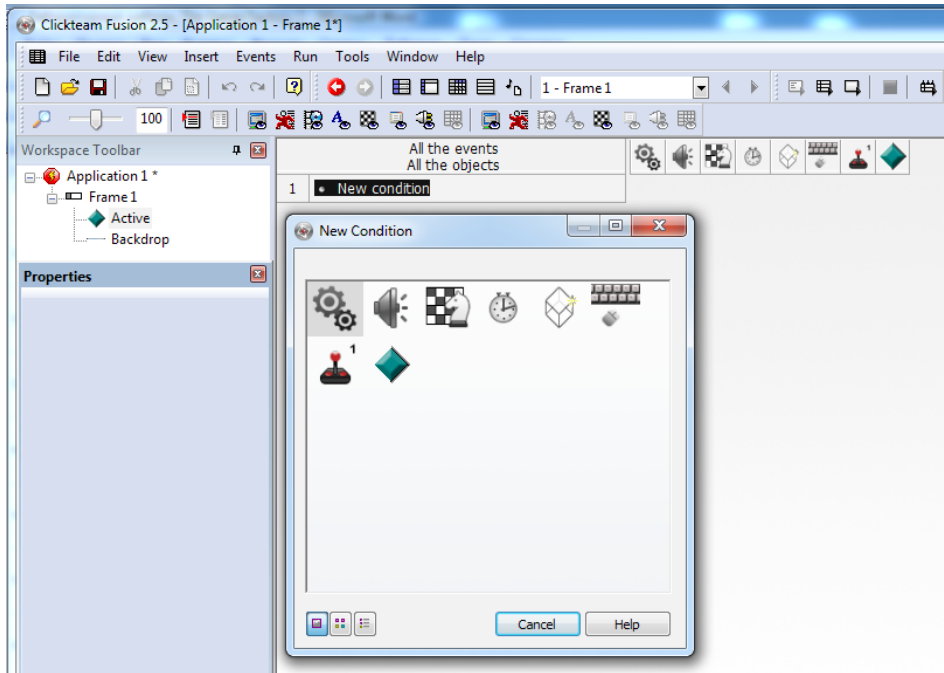 Clickteam Fusion 2.5 - [Application 1 - Frame 1*]
File Edit View Insert Events Run Tools Window Help
1 - Frame 1
100
Workspace Toolbar
All the events
All the objects
1
Application 1 *
1 • New condition
Frame 1
Active
New Condition
Backdrop
Properties
1
Cancel Help